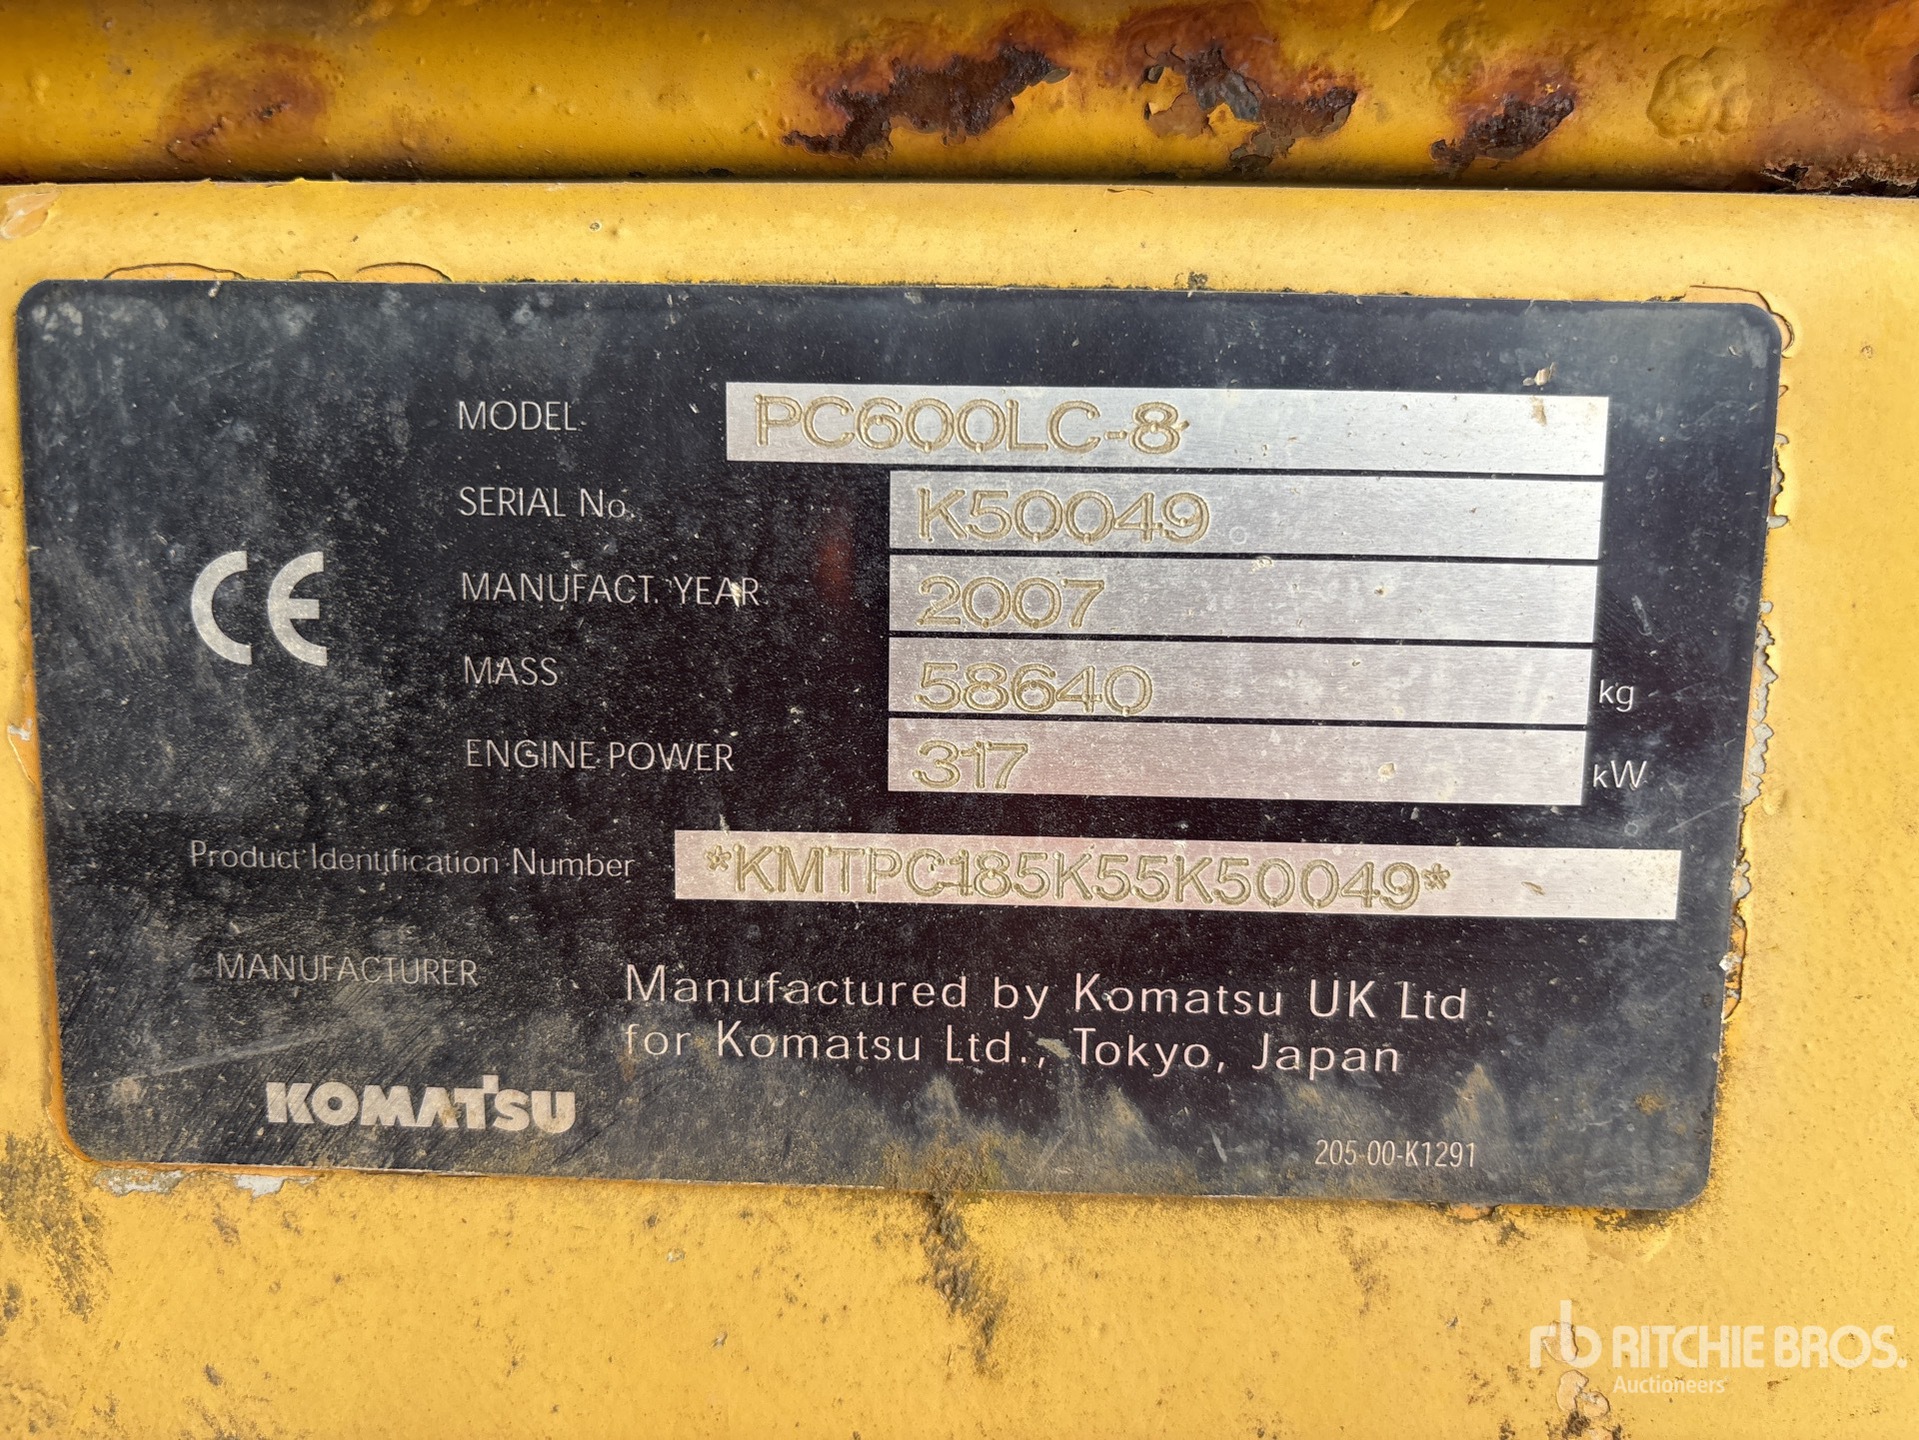 MODEL PC600LC-8
SERIAL No. K50049
CE
MANUFACT. YEAR 2007
MASS 58640 kg
ENGINE POWER 317 kW
Product Identification Number *KMTPC185K55K50049*
MANUFACTURER Manufactured by Komatsu UK Ltd
for Komatsu Ltd., Tokyo, Japan
KOMATSU
205-00-K1291
rb RITCHIE BROS.
Auctioneers